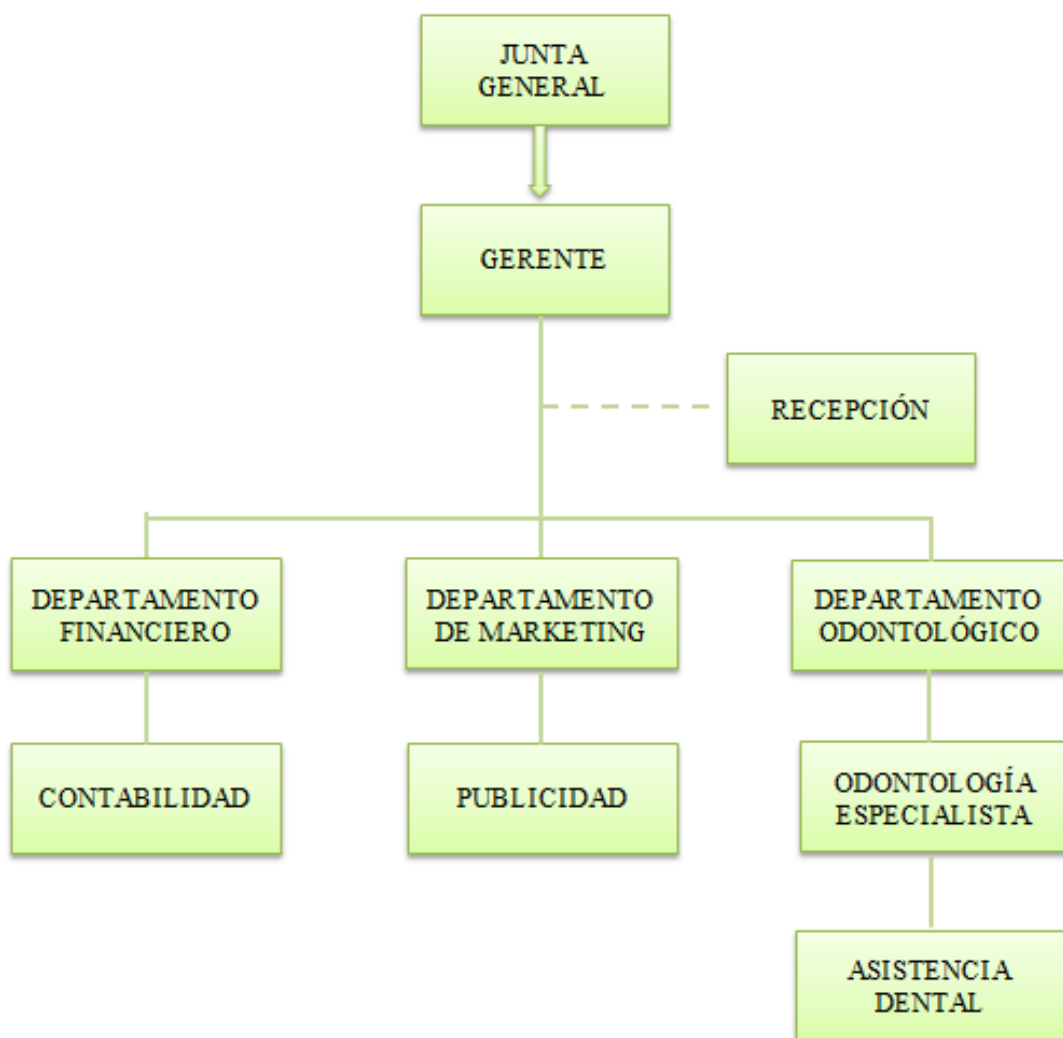 JUNTA
GENERAL
GERENTE
RECEPCIÓN
DEPARTAMENTO
FINANCIERO
DEPARTAMENTO
DE MARKETING
DEPARTAMENTO
ODONTOLÓGICO
CONTABILIDAD
PUBLICIDAD
ODONTOLOGÍA
ESPECIALISTA
ASISTENCIA
DENTAL